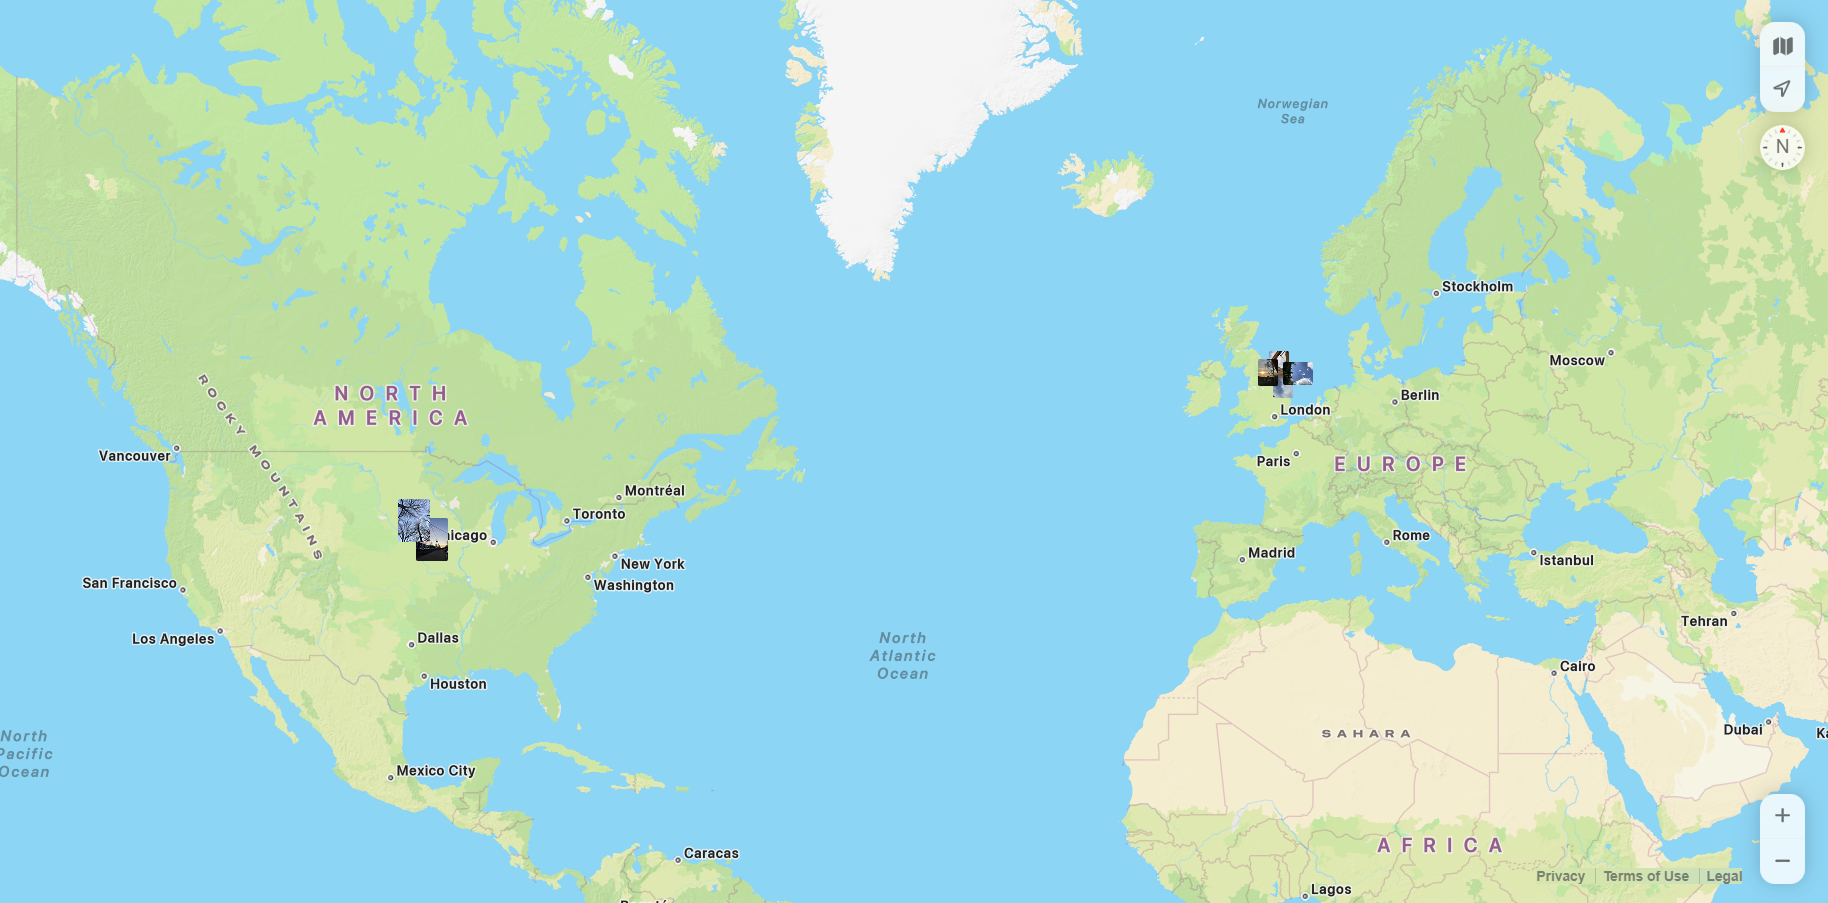 Norwegian
Sea
N
Stockholm
Moscow
NORTH
AMERICA
ROCKY MOUNTAINS
Berlin
London
Vancouver
Paris
EUROPE
Montréal
Toronto
icago
Rome
Madrid
Istanbul
New York
Washington
San Francisco
Los Angeles
Dallas
Tehran
North
Atlantic
Ocean
Cairo
Houston
North
Pacific
Ocean
SAHARA
Dubai
Ka
Mexico City
AFRICA
Caracas
Privacy
Terms of Use
Legal
Lagos